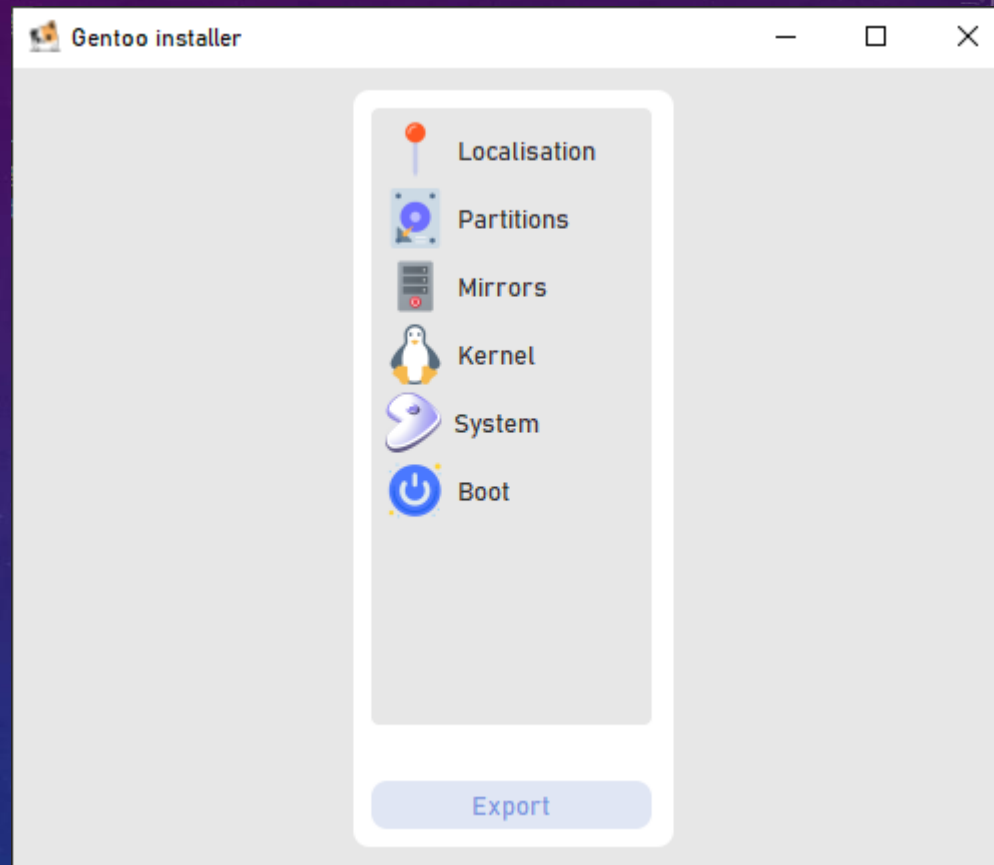 Gentoo installer
Localisation
Partitions
Mirrors
Kernel
System
Boot
Export